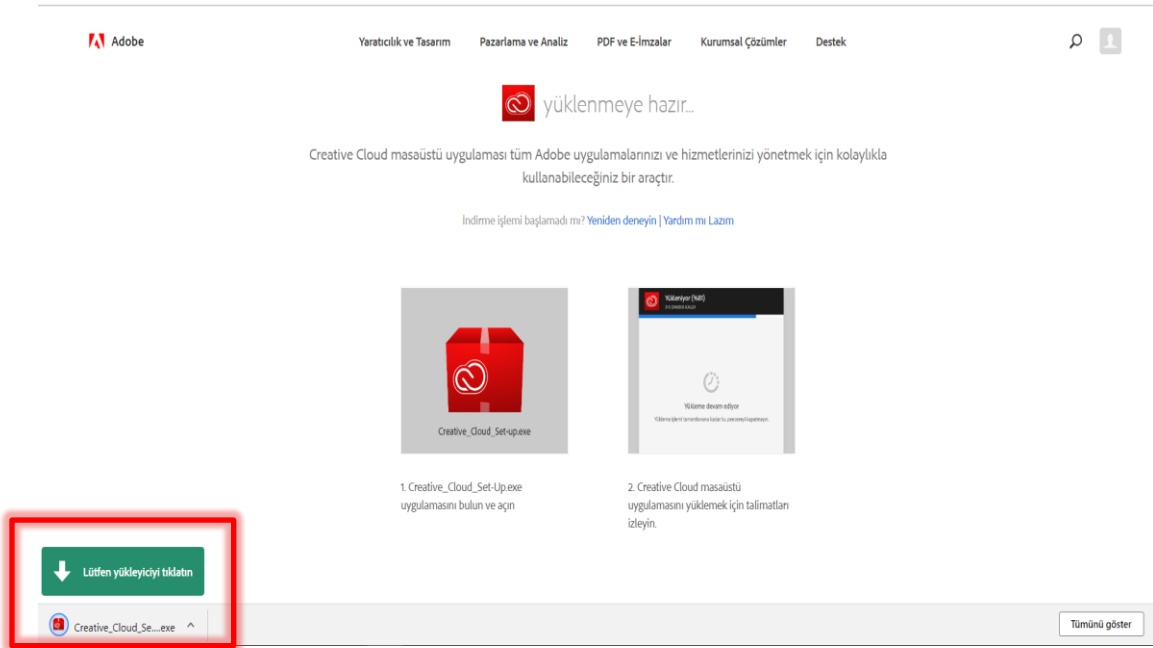 Adobe
Yaratıcılık ve Tasarım
Pazarlama ve Analiz
PDF ve E-İmzalar
Kurumsal Çözümler
Destek
yüklenmeye hazır...
Creative Cloud masaüstü uygulaması tüm Adobe uygulamalarınızı ve hizmetlerinizi yönetmek için kolaylıkla
kullanabileceğiniz bir araçtır.
İndirme işlemi başlamadı mı? Yeniden deneyin | Yardım mı Lazım
Creative_Cloud_Set-up.exe
Yükleniyor (%81)
Yükleme devam ediyor
1. Creative_Cloud_Set-Up.exe
uygulamasını bulun ve açın
2. Creative Cloud masaüstü
uygulamasını yüklemek için talimatları
izleyin.
Lütfen yükleyiciyi tıklatın
Creative_Cloud_Se....exe
Tümünü göster